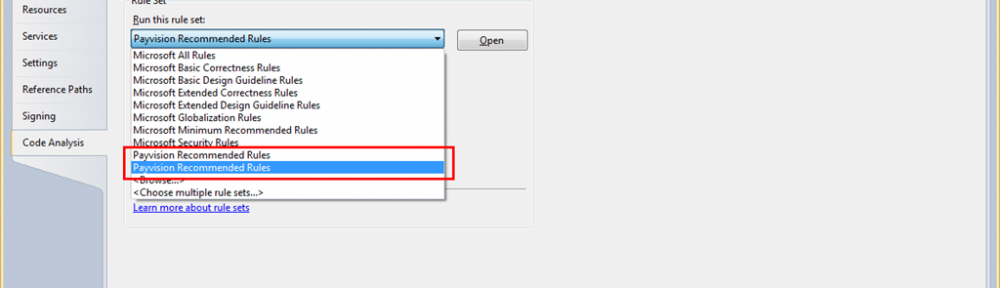 Resources
Services
Settings
Reference Paths
Signing
Code Analysis
Rule Set
Run this rule set:
Payvision Recommended Rules
Open
Microsoft All Rules
Microsoft Basic Correctness Rules
Microsoft Basic Design Guideline Rules
Microsoft Extended Correctness Rules
Microsoft Extended Design Guideline Rules
Microsoft Globalization Rules
Microsoft Minimum Recommended Rules
Microsoft Security Rules
Payvision Recommended Rules
Payvision Recommended Rules
<Browse...>
<Choose multiple rule sets...>
Learn more about rule sets